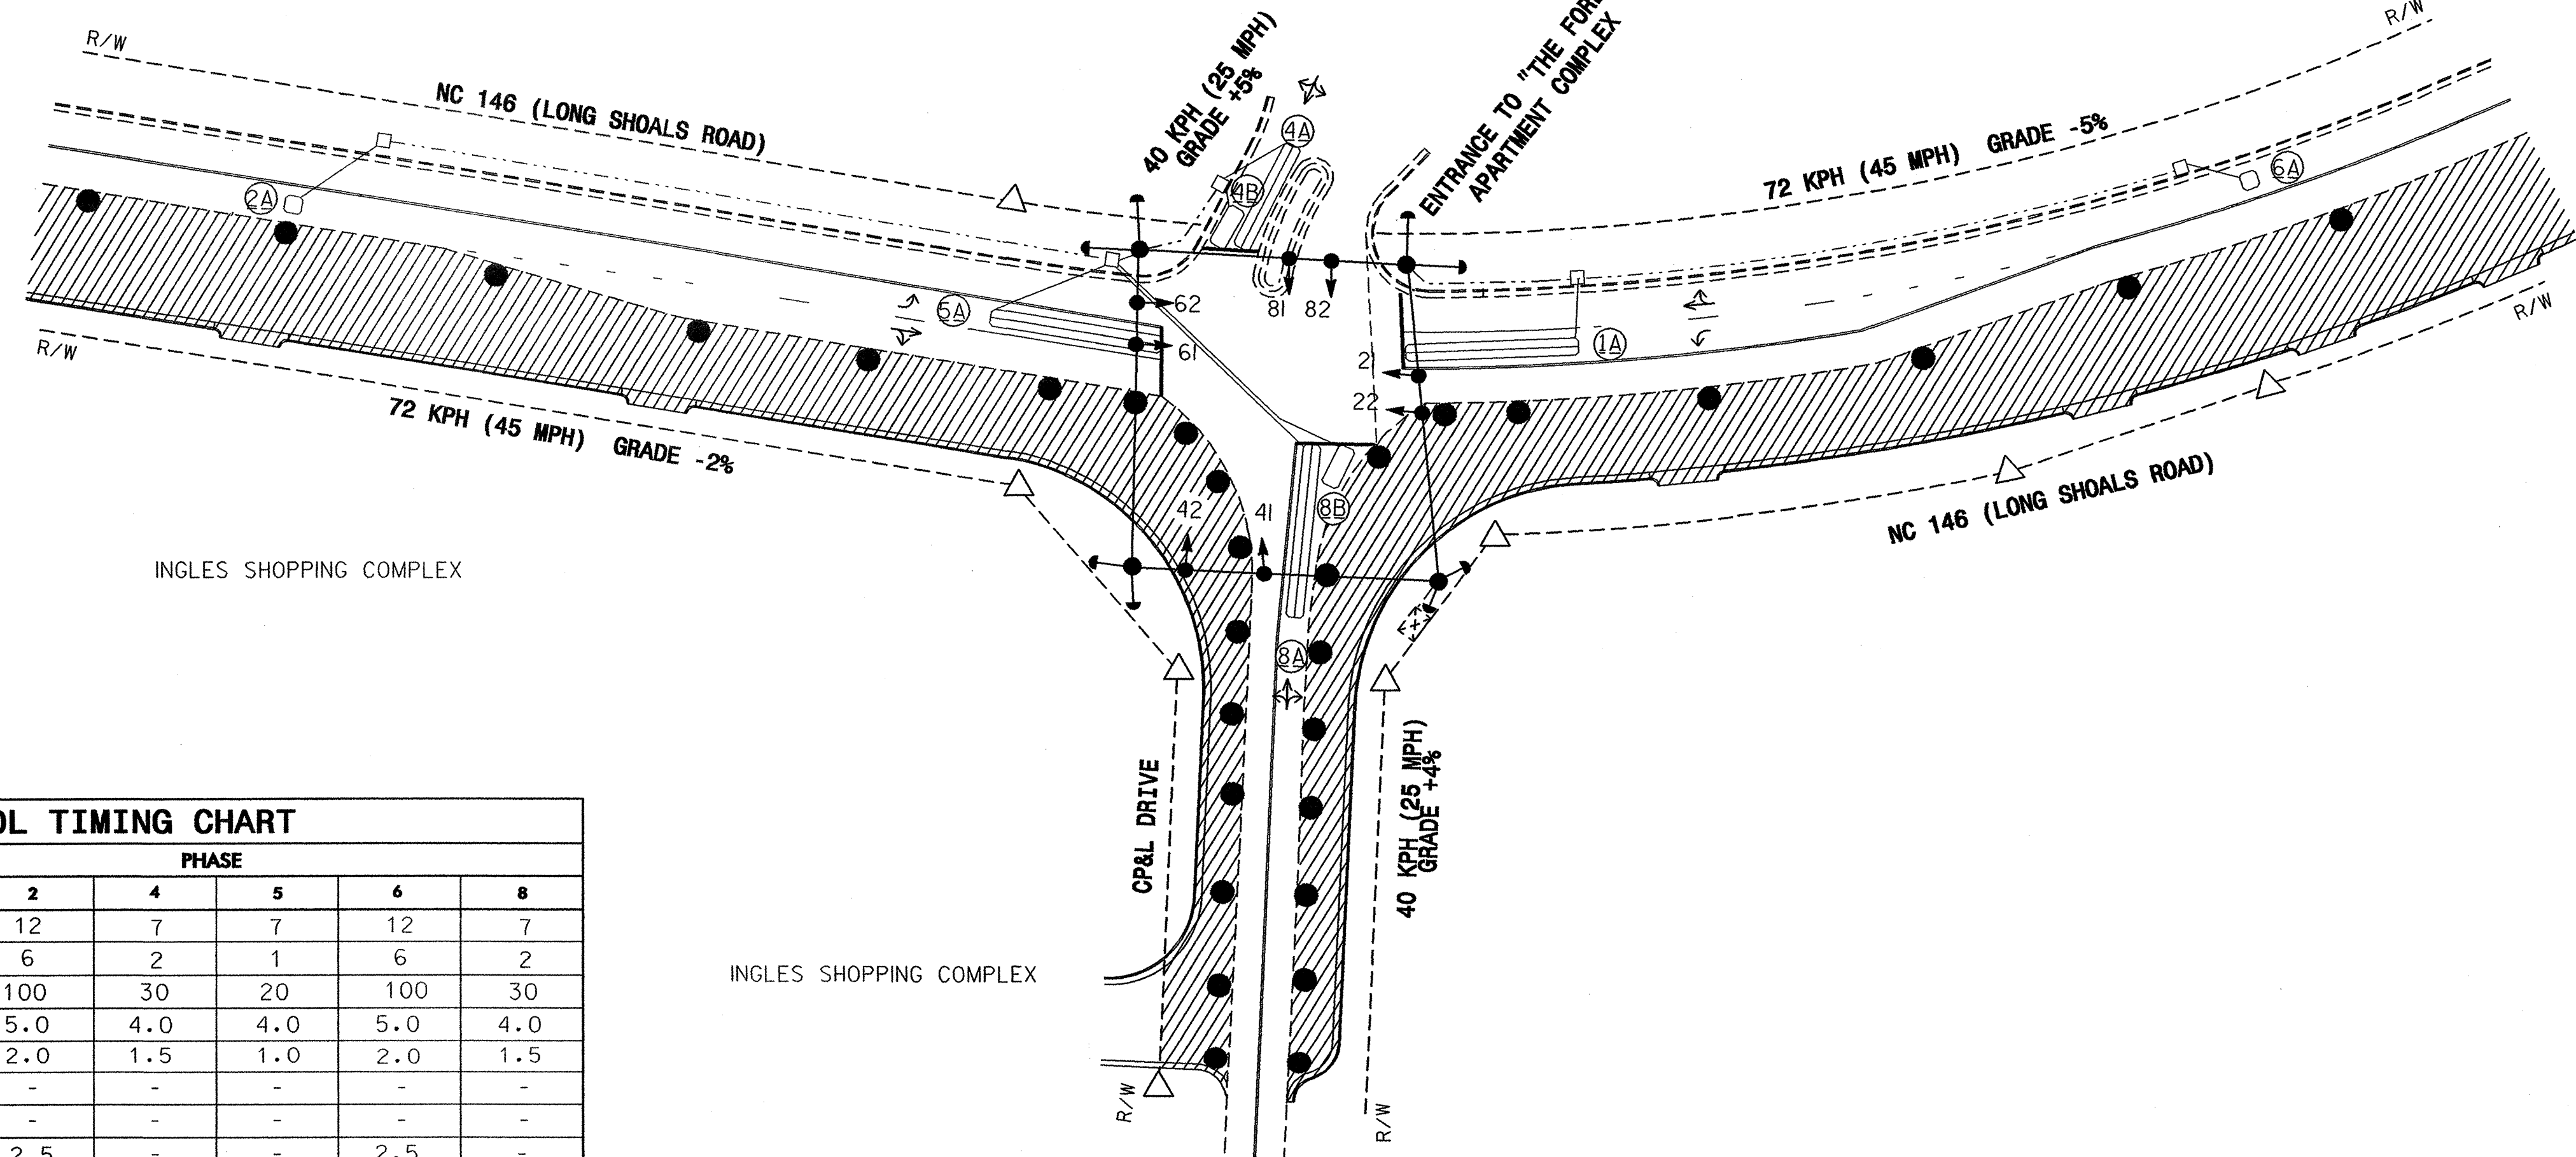 R/W
NC 146 (LONG SHOALS ROAD)
40 KPH (25 MPH)
GRADE +5%
ENTRANCE TO "THE
APARTMENT COMPLEX
R/W
72 KPH (45 MPH) GRADE -5%
2A
4A
4B
6A
5A
62
61
81 82
1A
21
22
R/W
72 KPH (45 MPH) GRADE -2%
R/W
NC 146 (LONG SHOALS ROAD)
42
41
8B
8A
INGLES SHOPPING COMPLEX
CP&L DRIVE
40 KPH (25 MPH)
GRADE +4%
INGLES SHOPPING COMPLEX
R/W
R/W
OL TIMING CHART
PHASE
2 4 5 6 8
12 7 7 12 7
6 2 1 6 2
100 30 20 100 30
5.0 4.0 4.0 5.0 4.0
2.0 1.5 1.0 2.0 1.5
- - - - -
- - - - -
2.5 - - 2.5 -